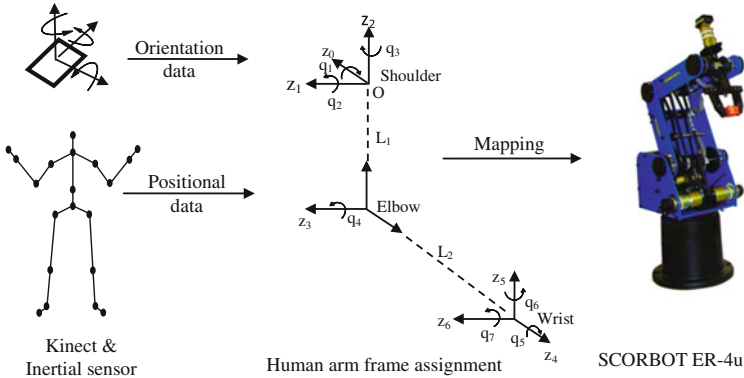 Orientation
data
Positional
data
Kinect &
Inertial sensor
z₂
q₃
z₀
q₁
Shoulder
z₁
q₂
O
L₁
Elbow
z₃
q₄
L₂
z₅
q₆
Wrist
z₆
q₇
q₅
z₄
Human arm frame assignment
Mapping
SCORBOT ER-4u